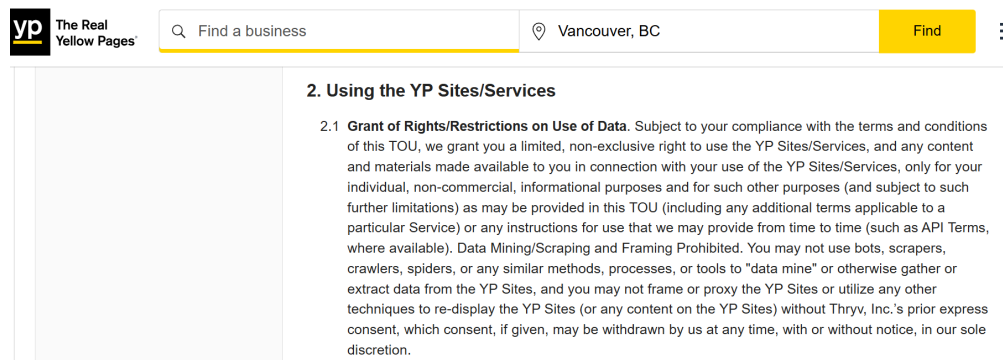 yp The Real
Yellow Pages®
Find a business
Vancouver, BC
Find
2. Using the YP Sites/Services
2.1 Grant of Rights/Restrictions on Use of Data. Subject to your compliance with the terms and conditions
of this TOU, we grant you a limited, non-exclusive right to use the YP Sites/Services, and any content
and materials made available to you in connection with your use of the YP Sites/Services, only for your
individual, non-commercial, informational purposes and for such other purposes (and subject to such
further limitations) as may be provided in this TOU (including any additional terms applicable to a
particular Service) or any instructions for use that we may provide from time to time (such as API Terms,
where available). Data Mining/Scraping and Framing Prohibited. You may not use bots, scrapers,
crawlers, spiders, or any similar methods, processes, or tools to "data mine" or otherwise gather or
extract data from the YP Sites, and you may not frame or proxy the YP Sites or utilize any other
techniques to re-display the YP Sites (or any content on the YP Sites) without Thryv, Inc.'s prior express
consent, which consent, if given, may be withdrawn by us at any time, with or without notice, in our sole
discretion.